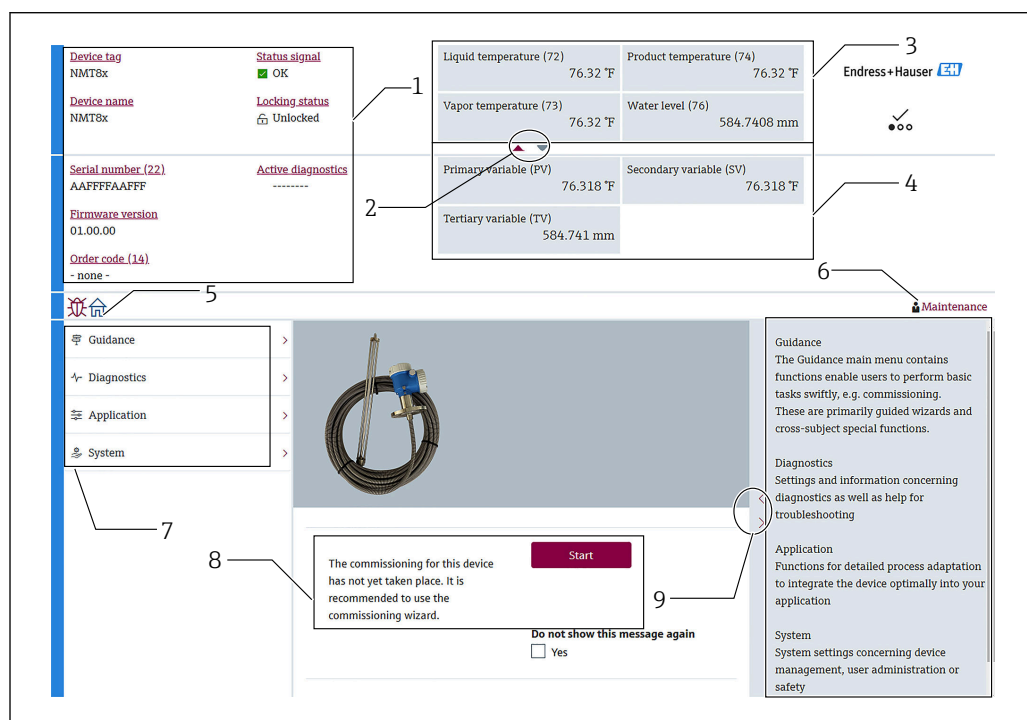 Device tag
NMT8x
Status signal
OK
Device name
NMT8x
Locking status
Unlocked
1
Serial number (22)
AAFFFFAAFFF
Active diagnostics
--------
Firmware version
01.00.00
Order code (14)
- none -
Liquid temperature (72)
76.32 °F
Product temperature (74)
76.32 °F
Vapor temperature (73)
76.32 °F
Water level (76)
584.7408 mm
3
Endress+Hauser EH
2
Primary variable (PV)
76.318 °F
Secondary variable (SV)
76.318 °F
Tertiary variable (TV)
584.741 mm
4
5
6
Maintenance
Guidance
Diagnostics
Application
System
7
8
The commissioning for this device
has not yet taken place. It is
recommended to use the
commissioning wizard.
Start
9
Do not show this message again
Yes
Guidance
The Guidance main menu contains
functions enable users to perform basic
tasks swiftly, e.g. commissioning.
These are primarily guided wizards and
cross-subject special functions.
Diagnostics
Settings and information concerning
diagnostics as well as help for
troubleshooting
Application
Functions for detailed process adaptation
to integrate the device optimally into your
application
System
System settings concerning device
management, user administration or
safety